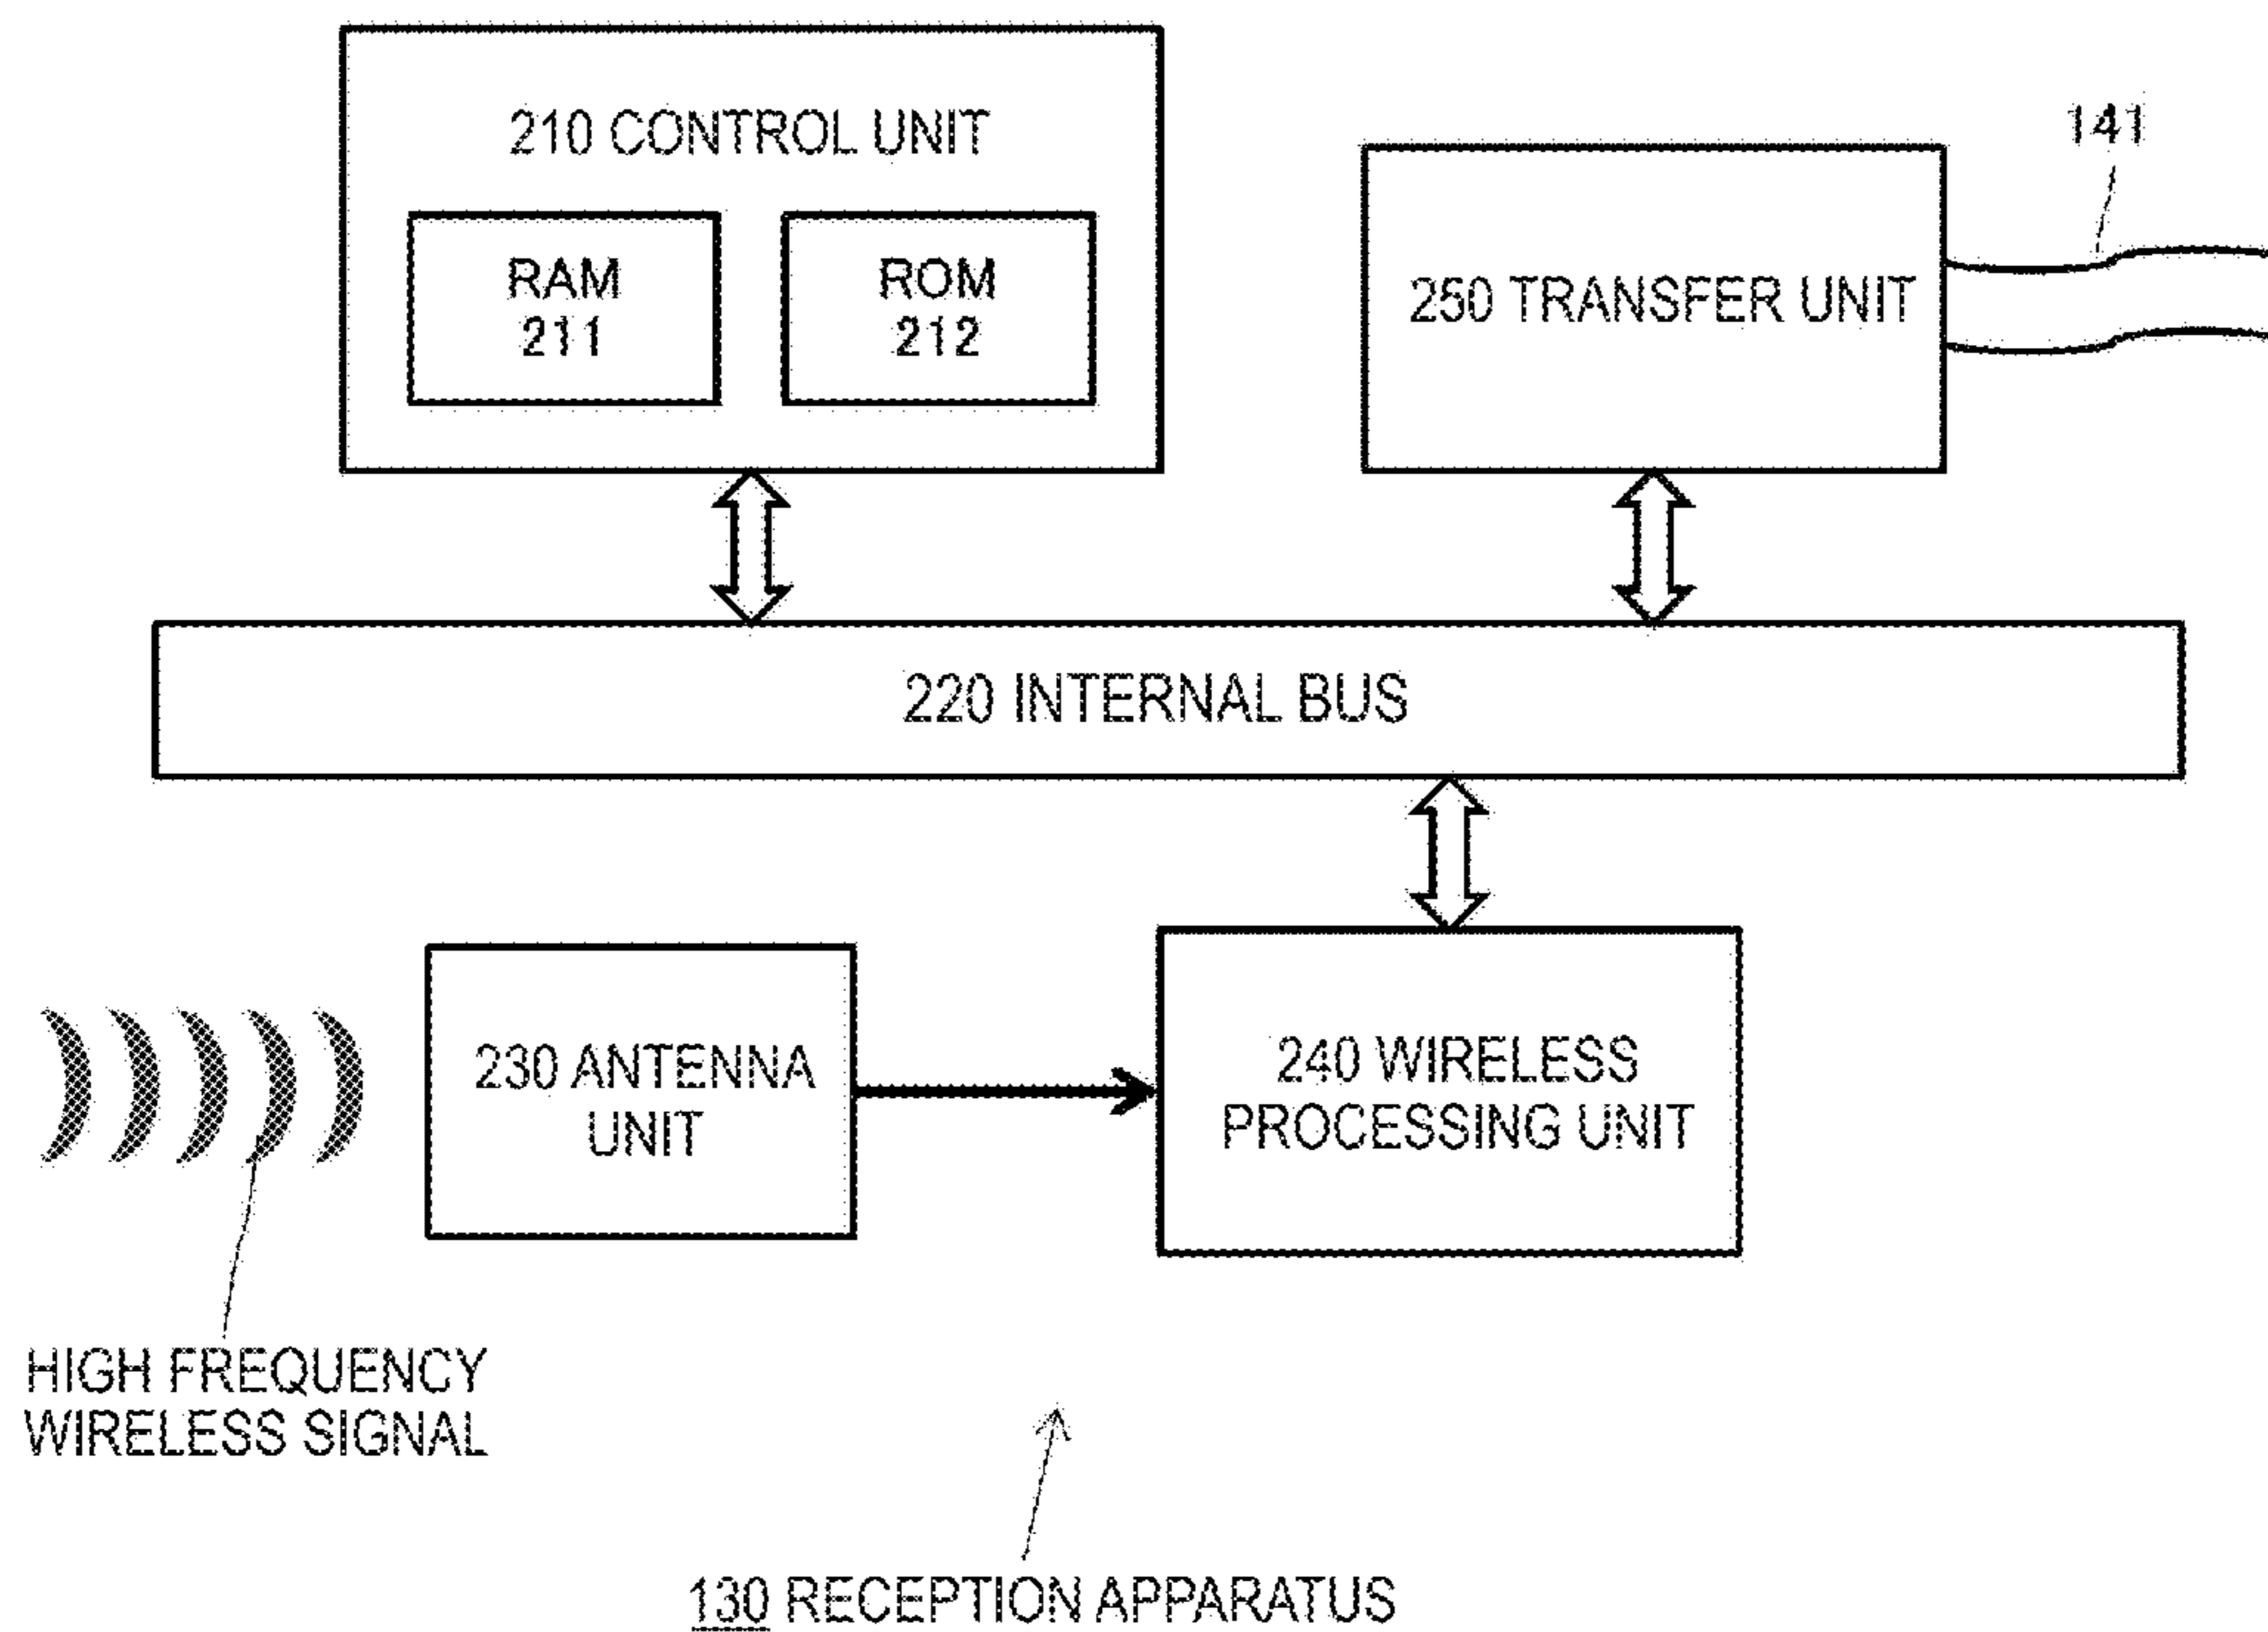 210 CONTROL UNIT
RAM
211
ROM
212
141
250 TRANSFER UNIT
220 INTERNAL BUS
230 ANTENNA
UNIT
240 WIRELESS
PROCESSING UNIT
HIGH FREQUENCY
WIRELESS SIGNAL
130 RECEPTION APPARATUS